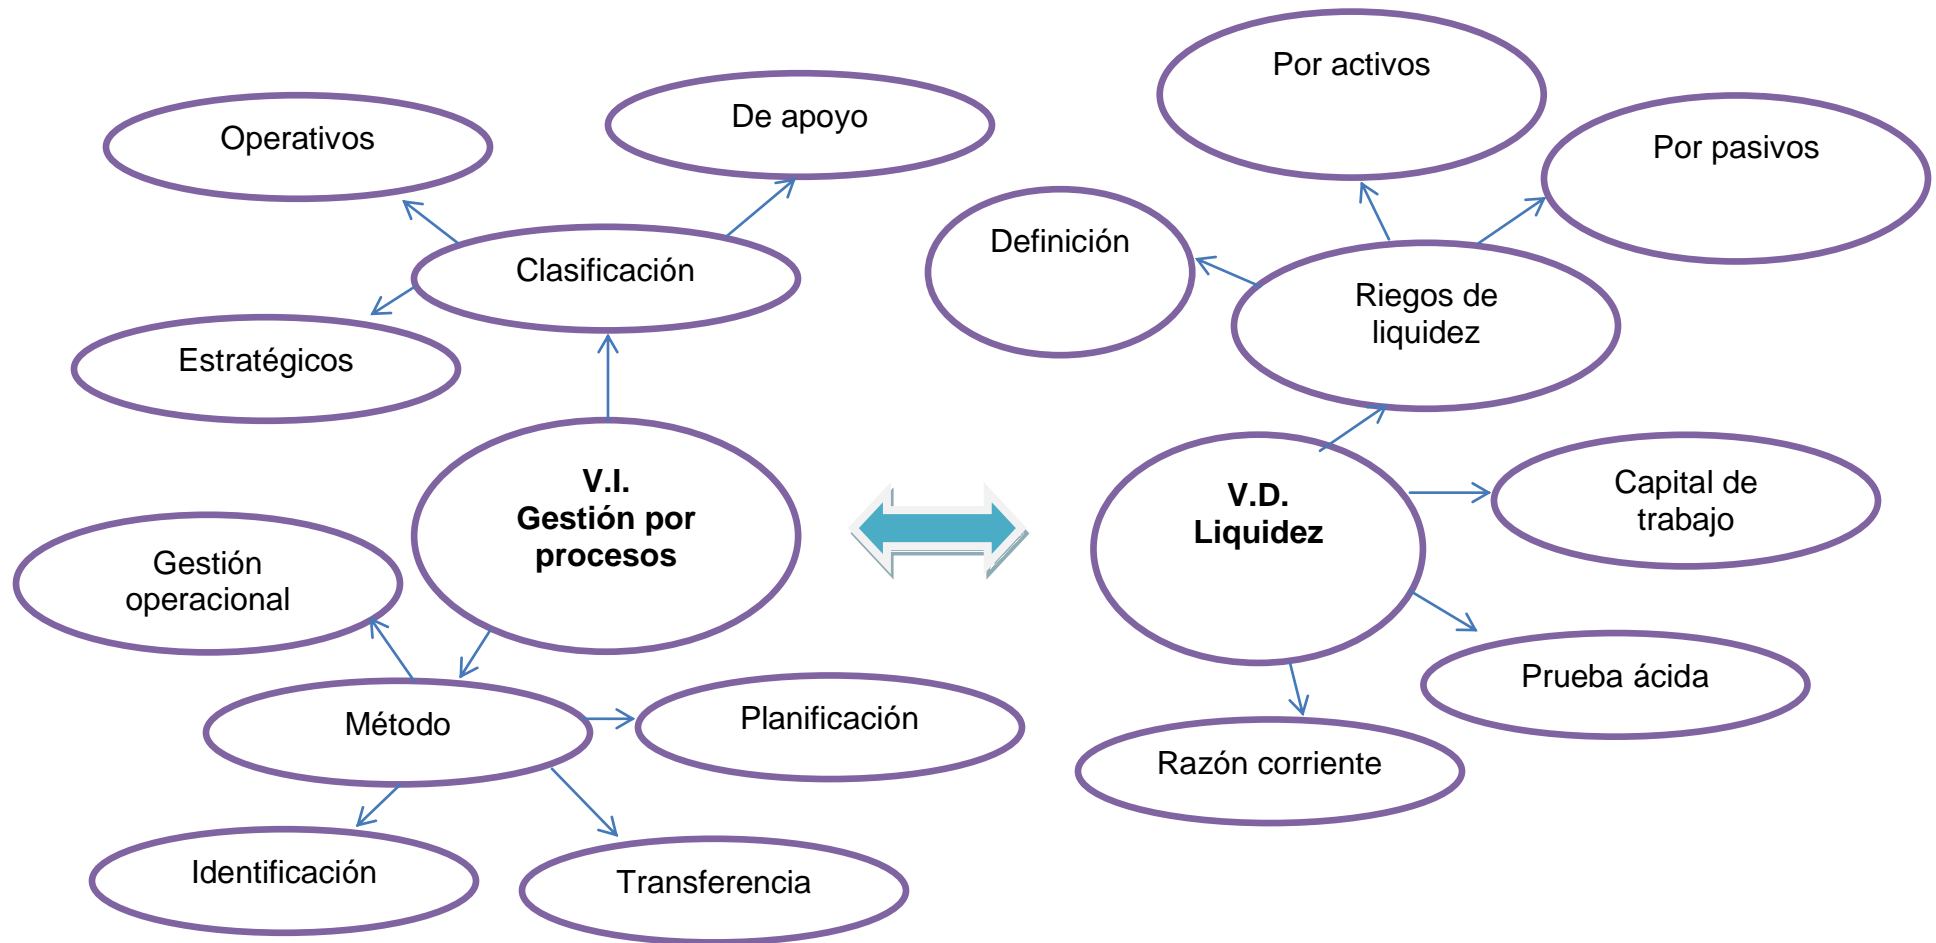 Operativos
De apoyo
Clasificación
Estratégicos
V.I.
Gestión por
procesos
Gestión
operacional
Método
Planificación
Identificación
Transferencia
Por activos
Por pasivos
Definición
Riegos de
liquidez
V.D.
Liquidez
Capital de
trabajo
Prueba ácida
Razón corriente